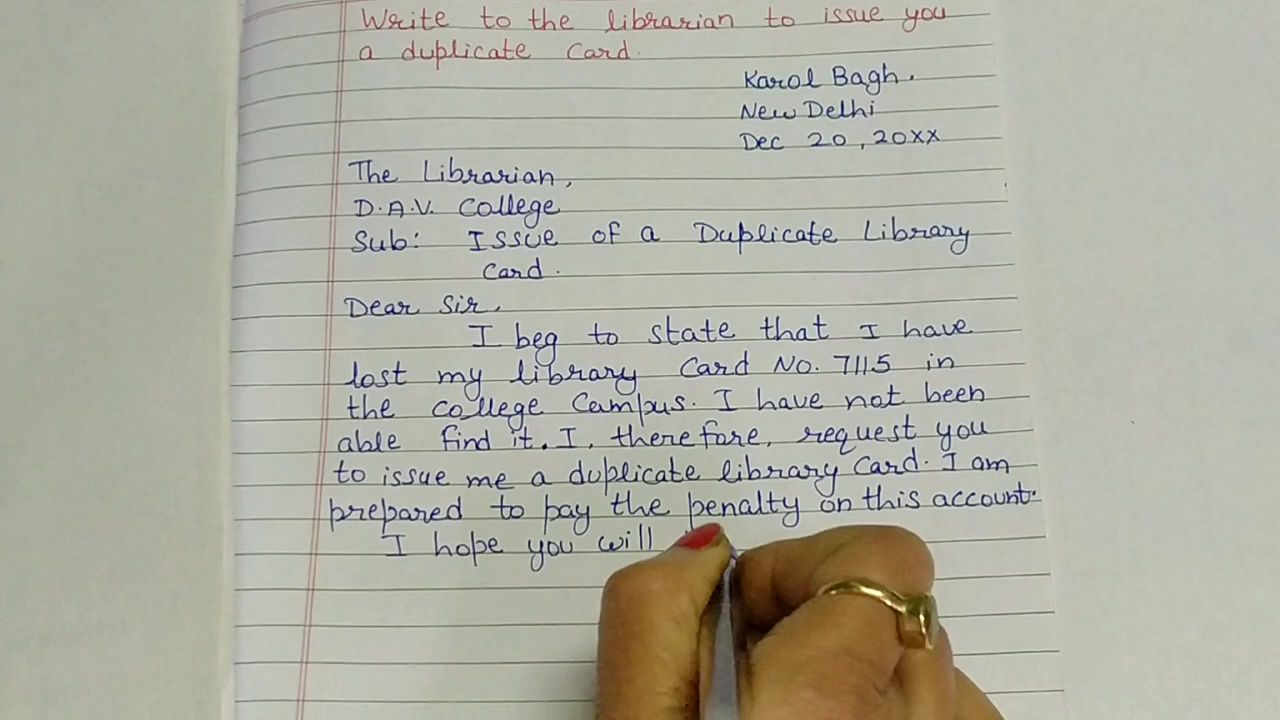 Write to the librarian to issue you
a duplicate Card.
Karol Bagh.
New Delhi
Dec 20, 20xx
The Librarian,
D.A.V. College
Sub: Issue of a Duplicate Library
Card.
Dear Sir,
I beg to state that I have
lost my library Card No. 7115 in
the college Campus. I have not been
able find it. I, therefore, request you
to issue me a duplicate library Card. I am
prepared to pay the penalty on this account.
I hope you will